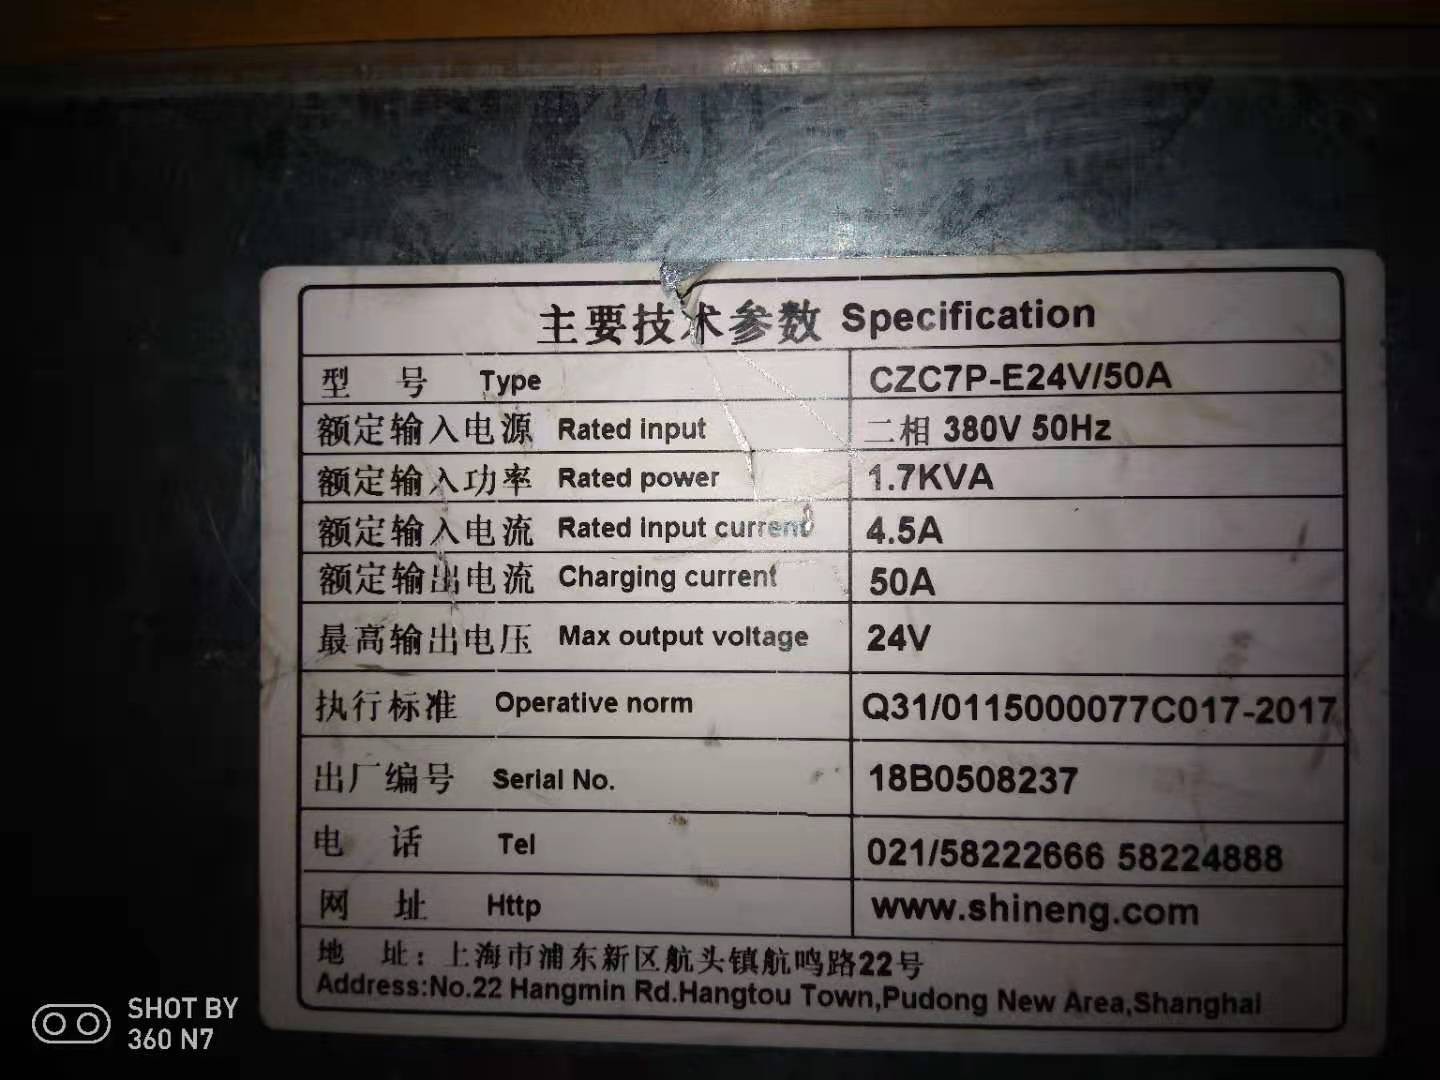 主要技术参数 Specification
型 号 Type CZC7P-E24V/50A
额定输入电源 Rated input 二相 380V 50Hz
额定输入功率 Rated power 1.7KVA
额定输入电流 Rated input current 4.5A
额定输出电流 Charging current 50A
最高输出电压 Max output voltage 24V
执行标准 Operative norm Q31/0115000077C017-2017
出厂编号 Serial No. 18B0508237
电 话 Tel 021/58222666 58224888
网 址 Http www.shineng.com
地 址：上海市浦东新区航头镇航鸣路22号
Address:No.22 Hangmin Rd.Hangtou Town,Pudong New Area,Shanghai
SHOT BY
360 N7